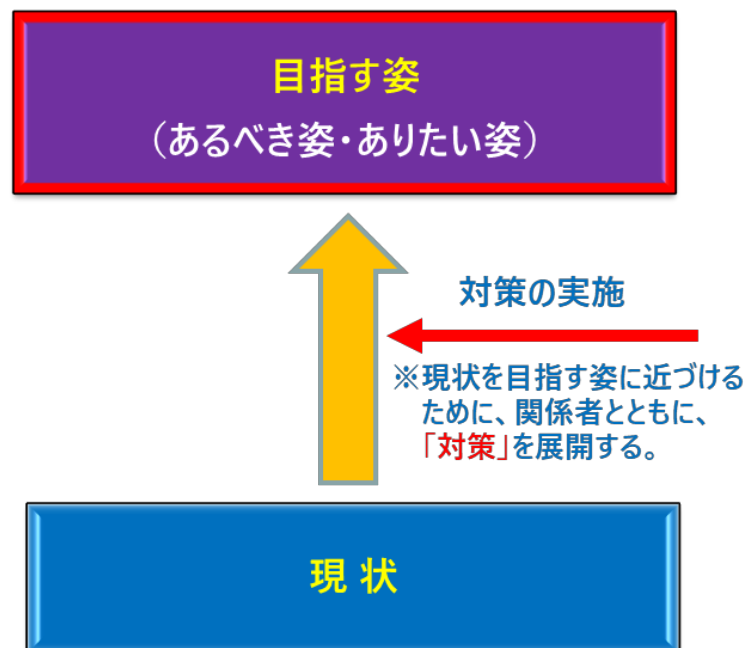 目指す姿
（あるべき姿・ありたい姿）
対策の実施
※現状を目指す姿に近づける
ために、関係者とともに、
「対策」を展開する。
現 状